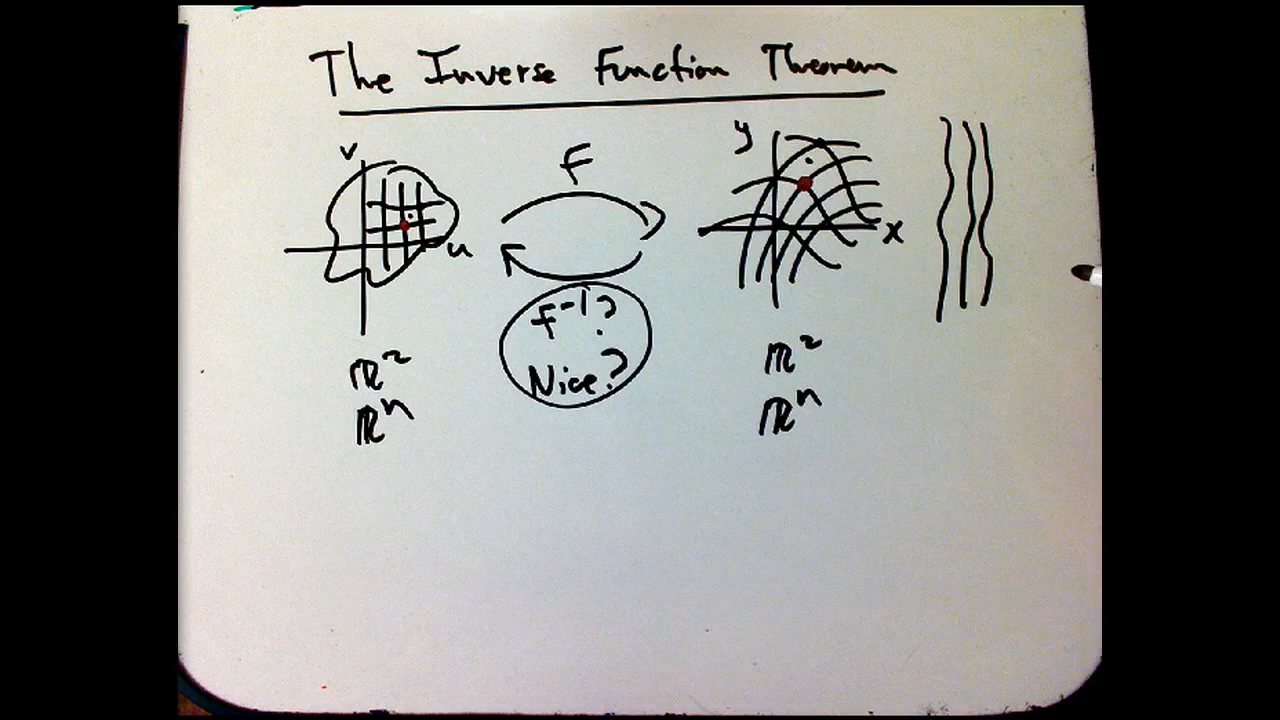 The Inverse Function Theorem
v
u
F
y
x
F⁻¹?
Nice?
ℝ²
ℝⁿ
ℝ²
ℝⁿ